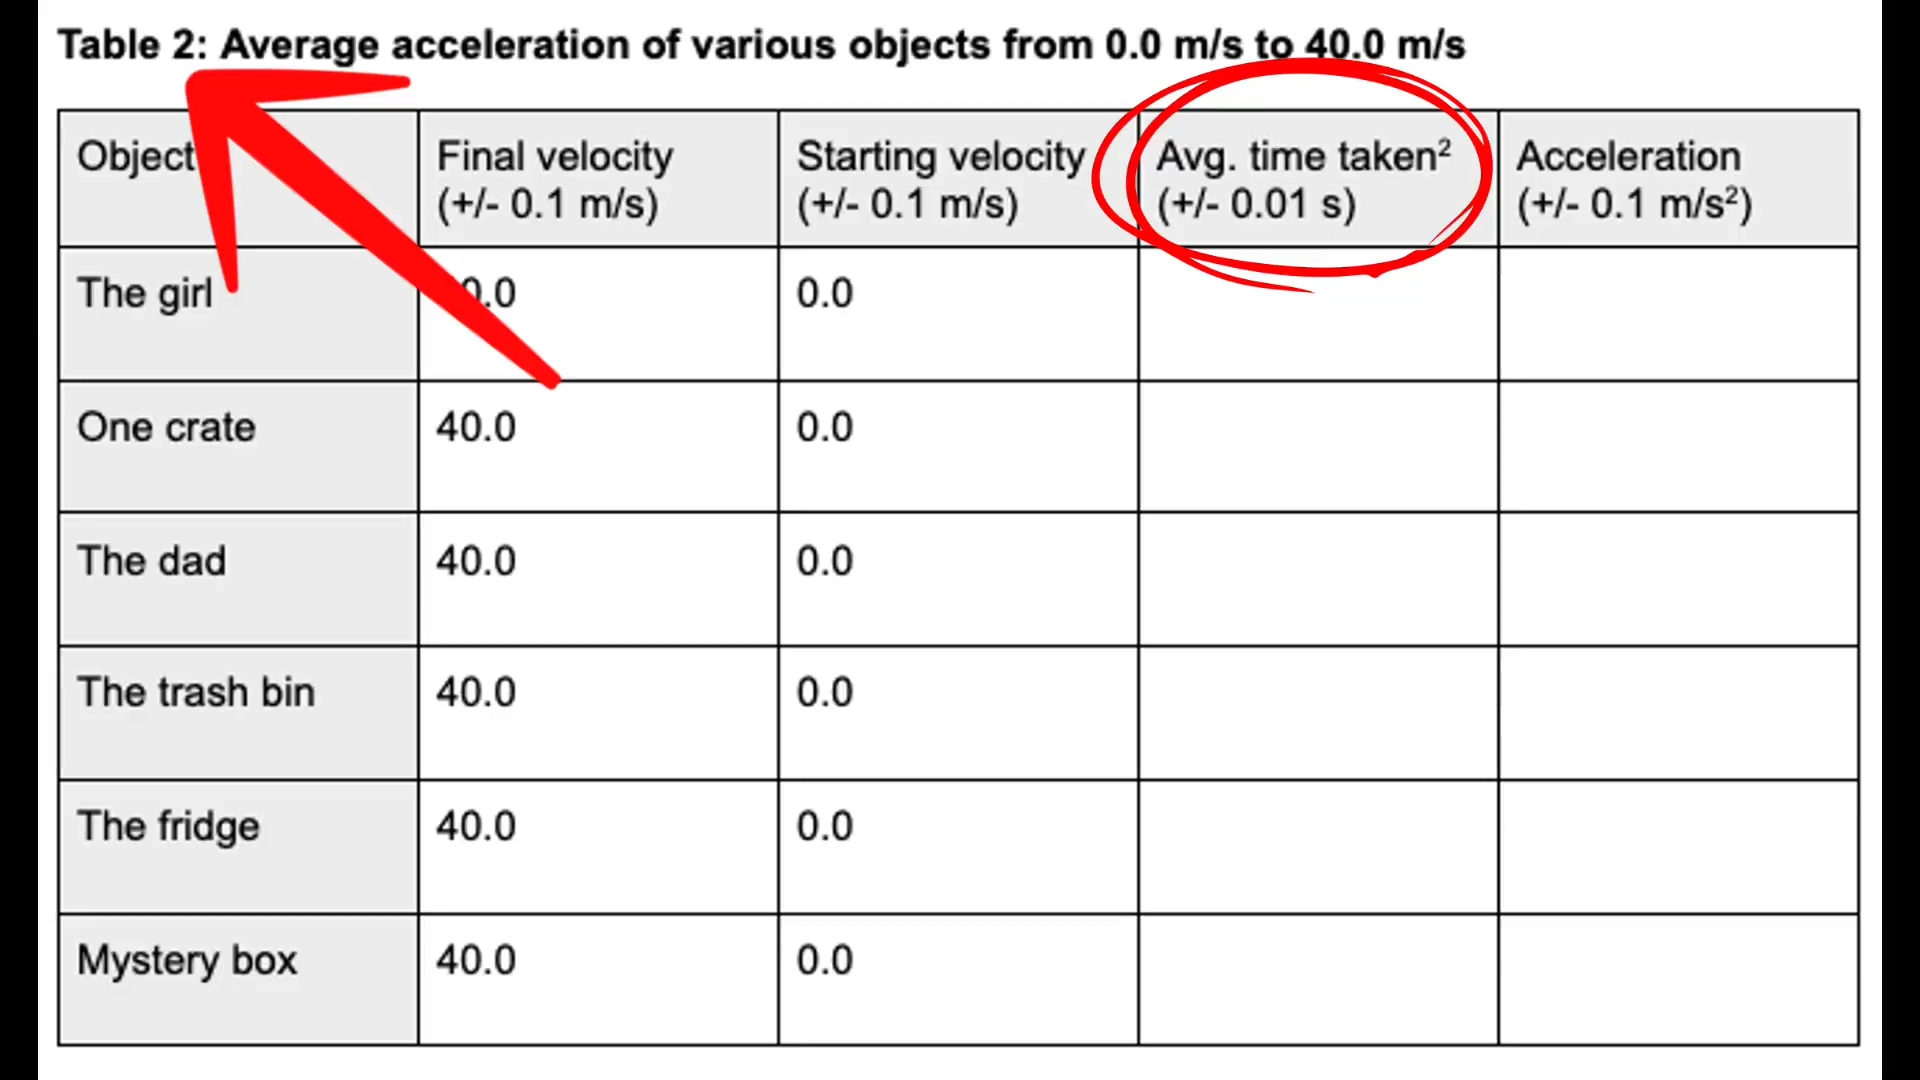 Table 2: Average acceleration of various objects from 0.0 m/s to 40.0 m/s
Object Final velocity (+/- 0.1 m/s) Starting velocity (+/- 0.1 m/s) Avg. time taken² (+/- 0.01 s) Acceleration (+/- 0.1 m/s²)
The girl 0.0 0.0
One crate 40.0 0.0
The dad 40.0 0.0
The trash bin 40.0 0.0
The fridge 40.0 0.0
Mystery box 40.0 0.0